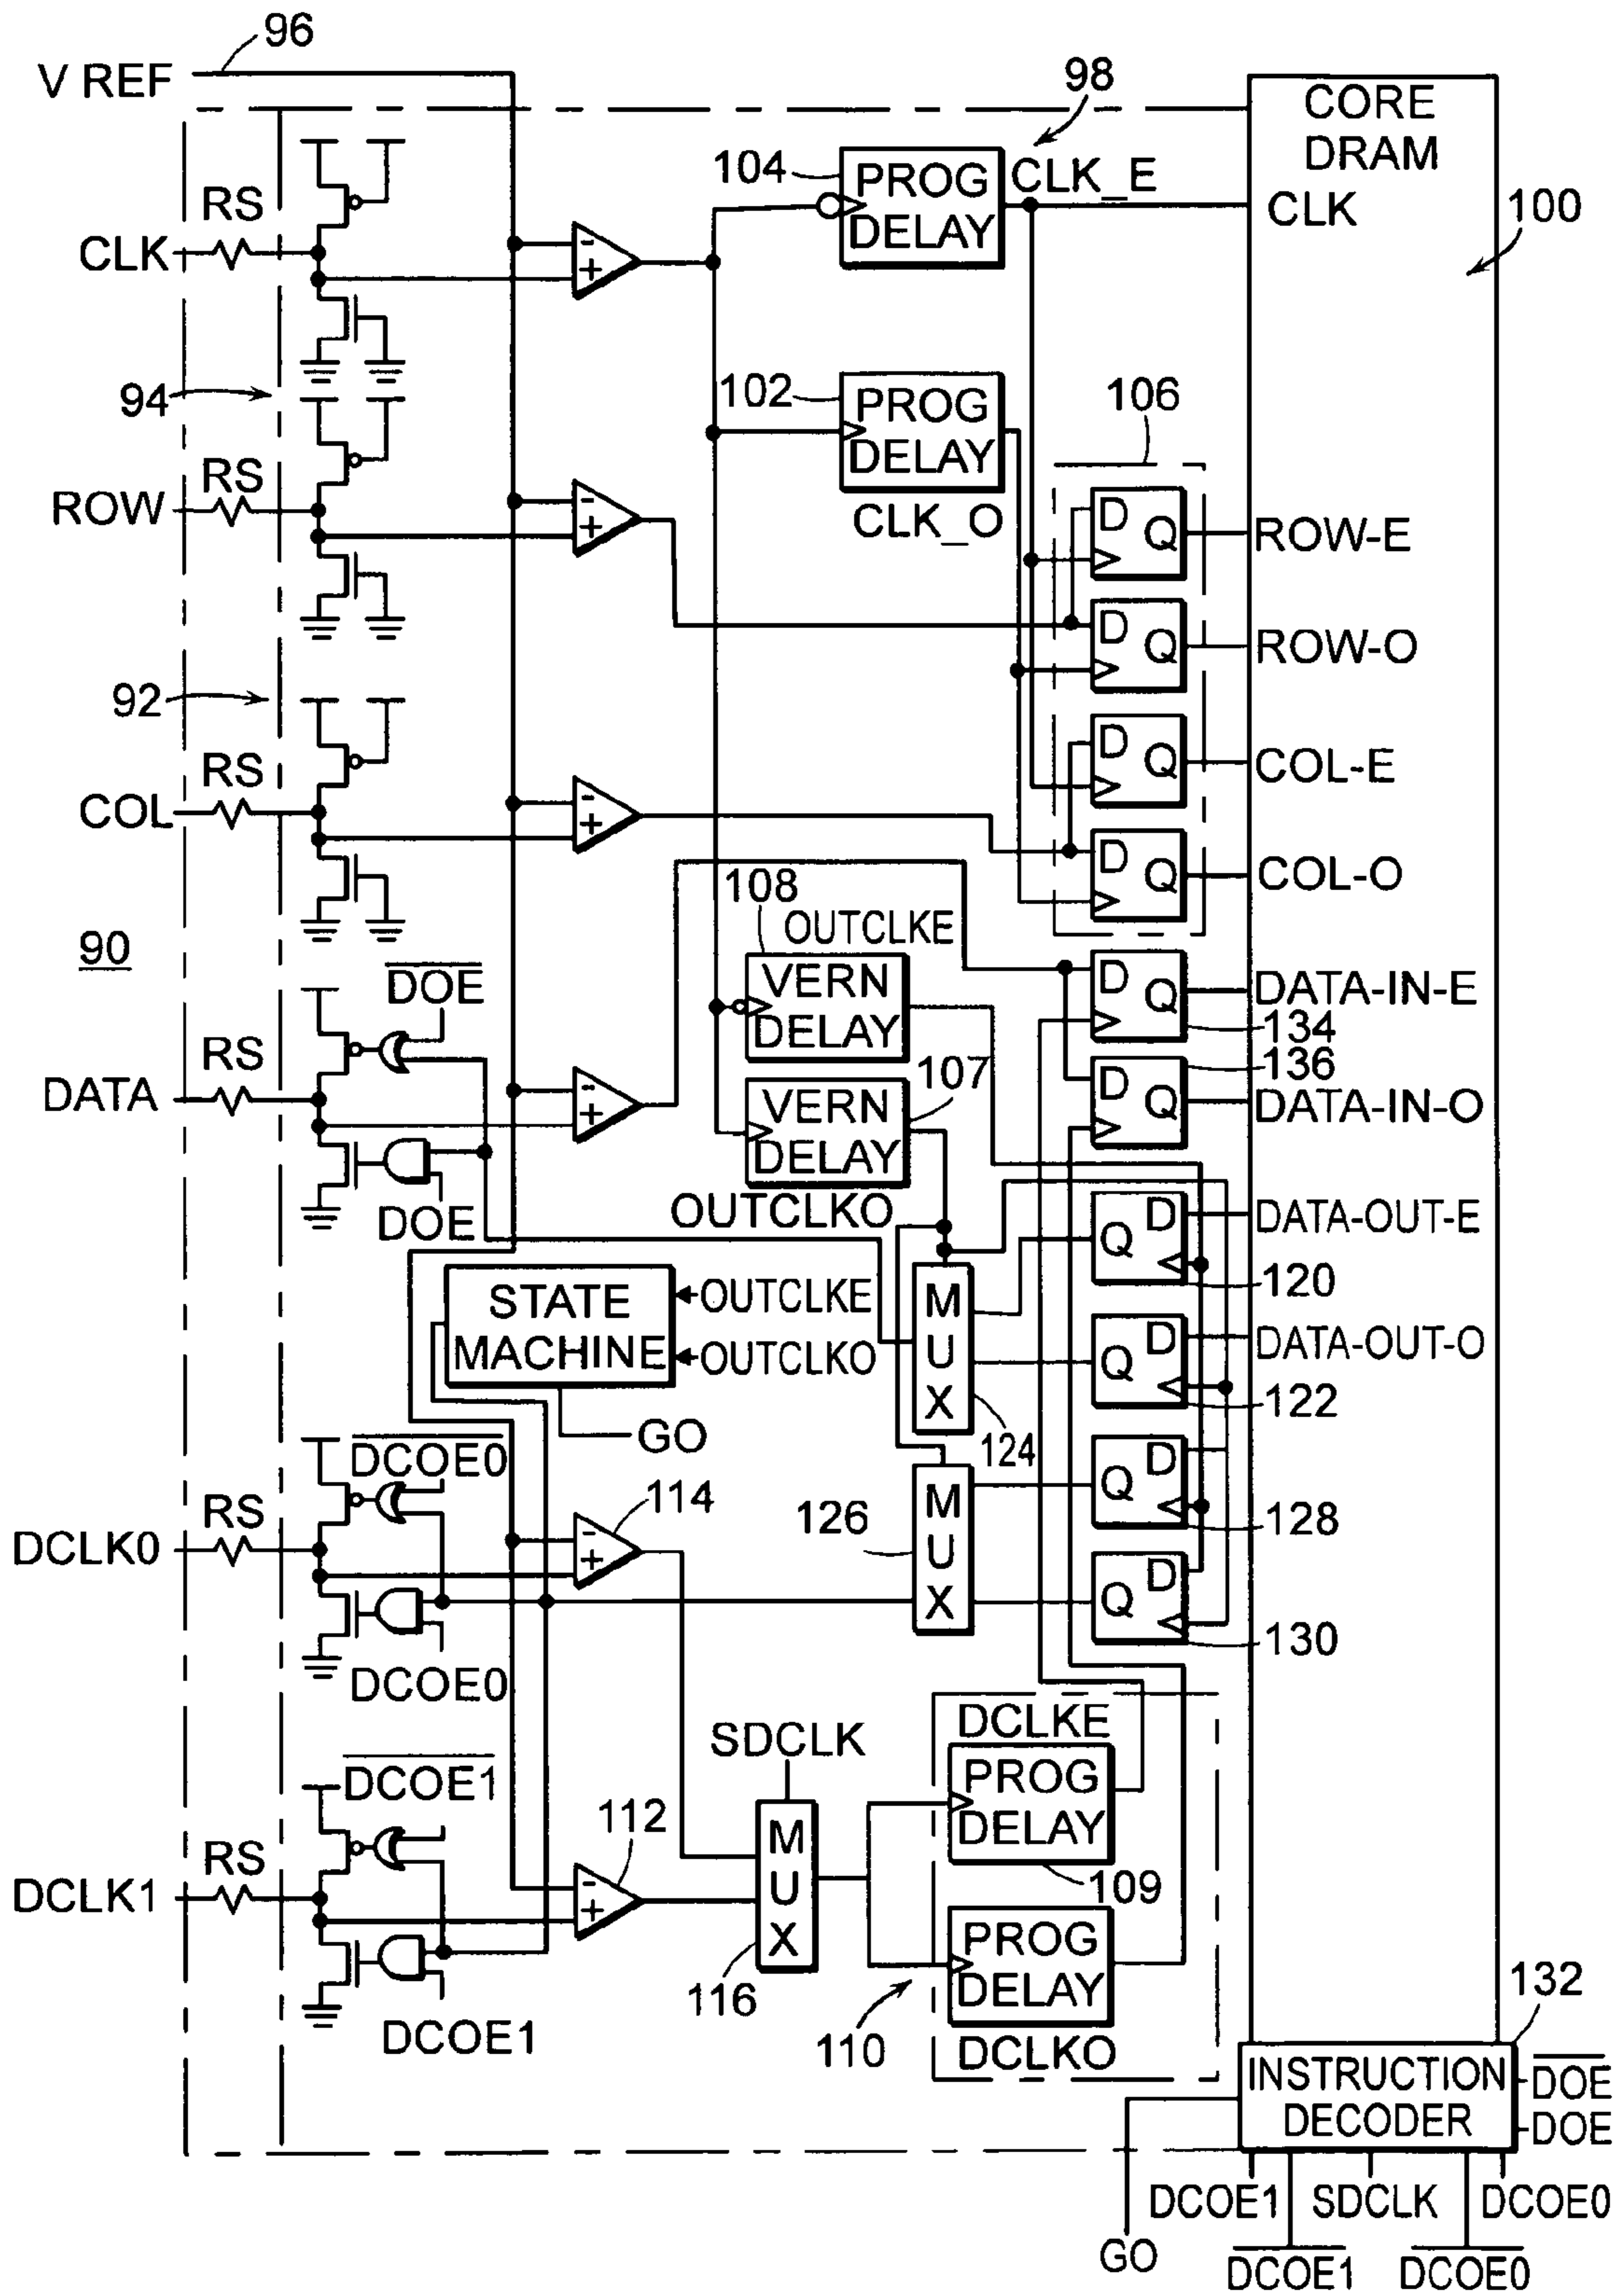 96
V REF
98
CORE
DRAM
CLK
100
104
PROG
DELAY
CLK_E
RS
CLK
-
+
94
102
PROG
DELAY
CLK_O
106
RS
ROW
-
+
D
Q
ROW-E
D
Q
ROW-O
92
RS
COL
-
+
D
Q
COL-E
D
Q
COL-O
90
108
OUTCLKE
VERN
DELAY
DOE
RS
DATA
-
+
DOE
107
VERN
DELAY
OUTCLKO
D
Q
DATA-IN-E
134
136
D
Q
DATA-IN-O
Q
D
DATA-OUT-E
120
STATE
MACHINE
OUTCLKE
OUTCLKO
GO
M
U
X
124
Q
D
DATA-OUT-O
122
DCOE0
RS
DCLK0
-
+
114
DCOE0
126
M
U
X
Q
D
128
Q
D
130
DCOE1
RS
DCLK1
-
+
112
DCOE1
SDCLK
M
U
X
116
DCLKE
PROG
DELAY
109
PROG
DELAY
DCLKO
110
132
INSTRUCTION
DECODER
DOE
DOE
DCOE1
SDCLK
DCOE0
GO
DCOE1
DCOE0